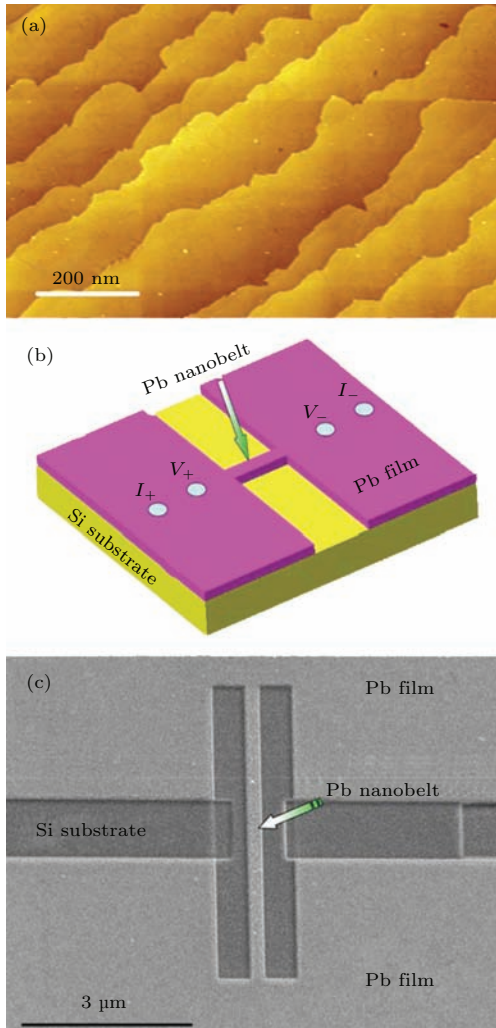 (a)
200 nm
(b)
Pb nanobelt
I−
V−
V+
I+
Pb film
Si substrate
(c)
Pb film
Pb nanobelt
Si substrate
Pb film
3 µm